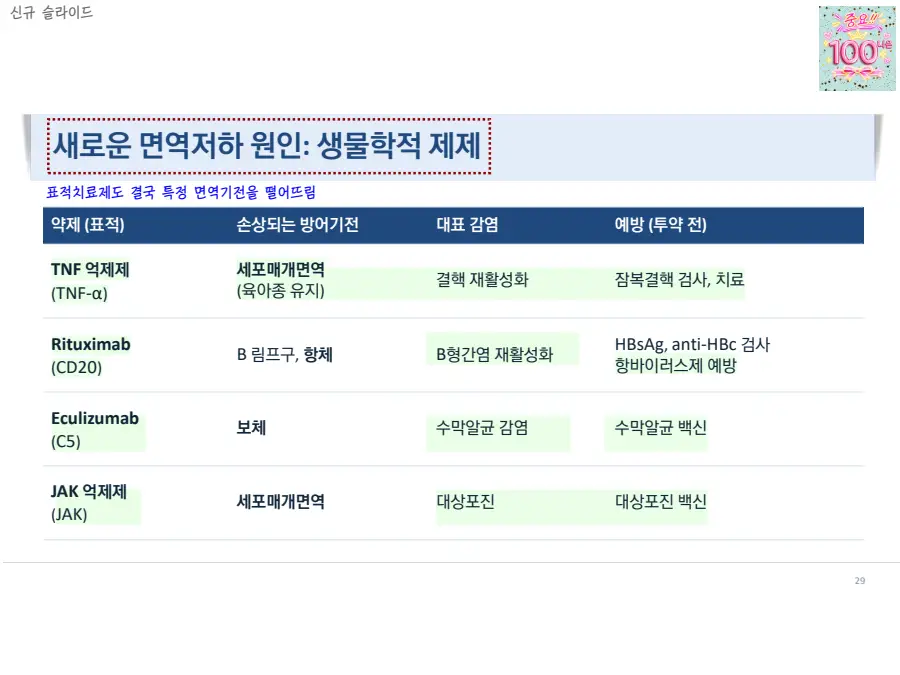 신규 슬라이드
중요!!
100
새로운 면역저하 원인: 생물학적 제제
표적치료제도 결국 특정 면역기전을 떨어뜨림
약제 (표적) 손상되는 방어기전 대표 감염 예방 (투약 전)
TNF 억제제
(TNF-α)
세포매개면역
(육아종 유지)
결핵 재활성화
잠복결핵 검사, 치료
Rituximab
(CD20)
B 림프구, 항체
B형간염 재활성화
HBsAg, anti-HBc 검사
항바이러스제 예방
Eculizumab
(C5)
보체
수막알균 감염
수막알균 백신
JAK 억제제
(JAK)
세포매개면역
대상포진
대상포진 백신
29